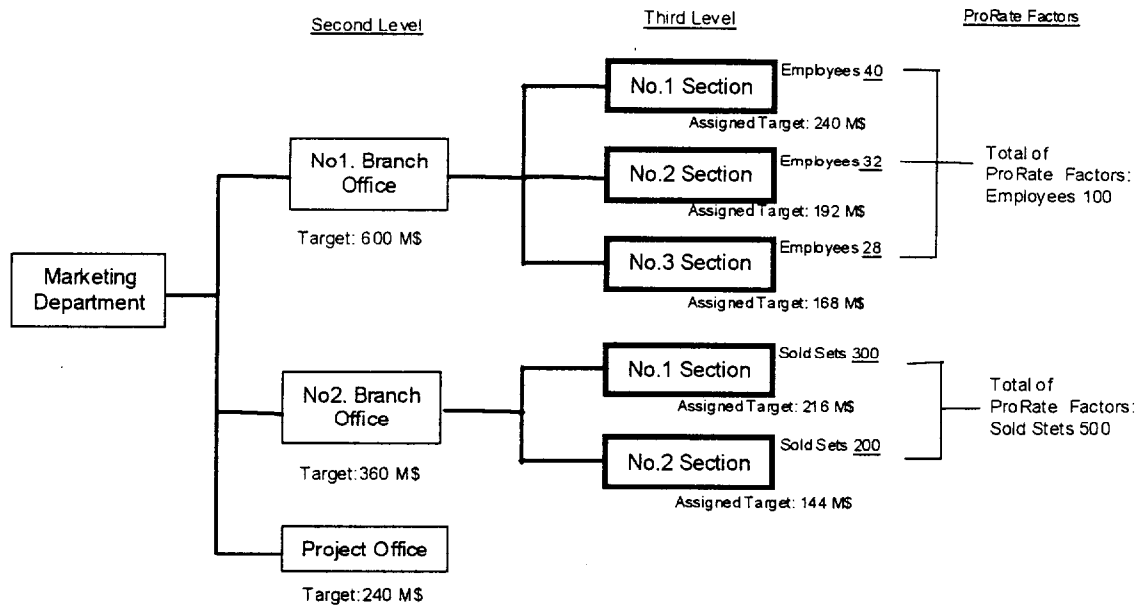 Second Level
Third Level
ProRate Factors
No.1 Section
Employees 40
Assigned Target: 240 M$
No1. Branch
Office
Target: 600 M$
No.2 Section
Employees 32
Assigned Target: 192 M$
Total of
ProRate Factors:
Employees 100
No.3 Section
Employees 28
Assigned Target: 168 M$
Marketing
Department
No.1 Section
Sold Sets 300
Assigned Target: 216 M$
No2. Branch
Office
Target: 360 M$
No.2 Section
Sold Sets 200
Assigned Target: 144 M$
Total of
ProRate Factors:
Sold Stets 500
Project Office
Target: 240 M$